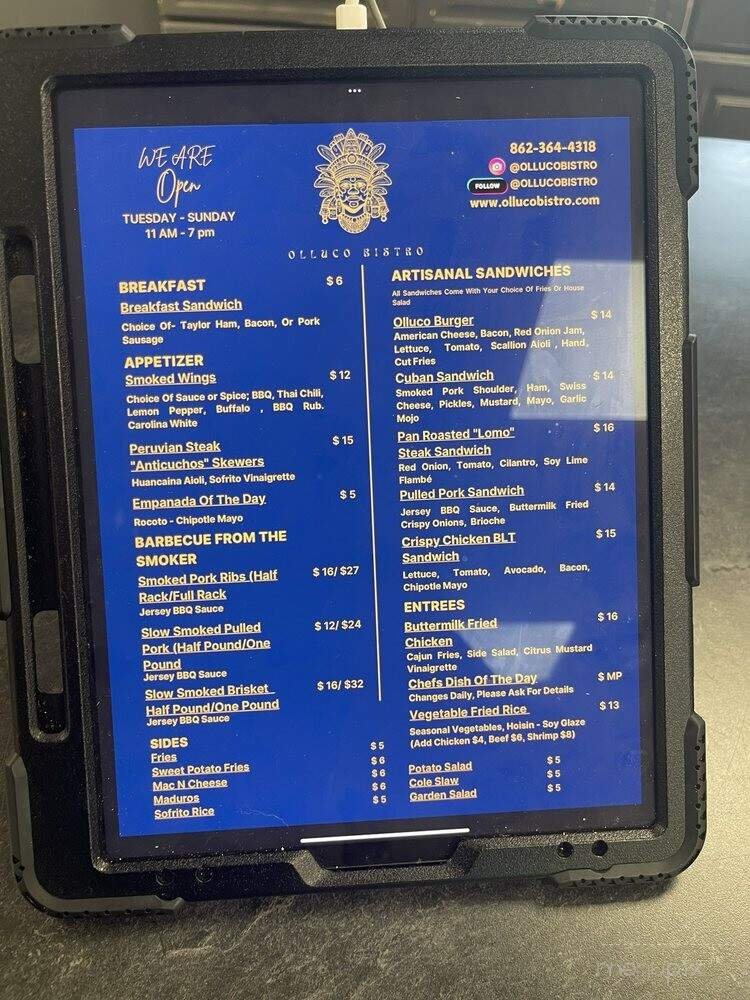 WE ARE
Open
TUESDAY - SUNDAY
11 AM - 7 pm
862-364-4318
@OLLUCOBISTRO
FOLLOW @OLLUCOBISTRO
www.ollucobistro.com
OLLUCO BISTRO
BREAKFAST $ 6
Breakfast Sandwich
Choice Of- Taylor Ham, Bacon, Or Pork
Sausage
APPETIZER
Smoked Wings $ 12
Choice Of Sauce or Spice; BBQ, Thai Chili,
Lemon Pepper, Buffalo , BBQ Rub.
Carolina White
Peruvian Steak $ 15
"Anticuchos" Skewers
Huancaina Aioli, Sofrito Vinaigrette
Empanada Of The Day $ 5
Rocoto - Chipotle Mayo
BARBECUE FROM THE
SMOKER
Smoked Pork Ribs (Half $ 16/ $27
Rack/Full Rack
Jersey BBQ Sauce
Slow Smoked Pulled $ 12/ $24
Pork (Half Pound/One
Pound
Jersey BBQ Sauce
Slow Smoked Brisket $ 16/ $32
Half Pound/One Pound
Jersey BBQ Sauce
SIDES
Fries $ 5
Sweet Potato Fries $ 6
Mac N Cheese $ 6
Maduros $ 6
Sofrito Rice $ 5
ARTISANAL SANDWICHES
All Sandwiches Come With Your Choice Of Fries Or House
Salad
Olluco Burger $ 14
American Cheese, Bacon, Red Onion Jam,
Lettuce, Tomato, Scallion Aioli , Hand,
Cut Fries
Cuban Sandwich $ 14
Smoked Pork Shoulder, Ham, Swiss
Cheese, Pickles, Mustard, Mayo, Garlic
Mojo
Pan Roasted "Lomo" $ 16
Steak Sandwich
Red Onion, Tomato, Cilantro, Soy Lime
Flambé
Pulled Pork Sandwich $ 14
Jersey BBQ Sauce, Buttermilk Fried
Crispy Onions, Brioche
Crispy Chicken BLT $ 15
Sandwich
Lettuce, Tomato, Avocado, Bacon,
Chipotle Mayo
ENTREES
Buttermilk Fried $ 16
Chicken
Cajun Fries, Side Salad, Citrus Mustard
Vinaigrette
Chefs Dish Of The Day $ MP
Changes Daily, Please Ask For Details
Vegetable Fried Rice $ 13
Seasonal Vegetables, Hoisin - Soy Glaze
(Add Chicken $4, Beef $6, Shrimp $8)
Potato Salad $ 5
Cole Slaw $ 5
Garden Salad $ 5